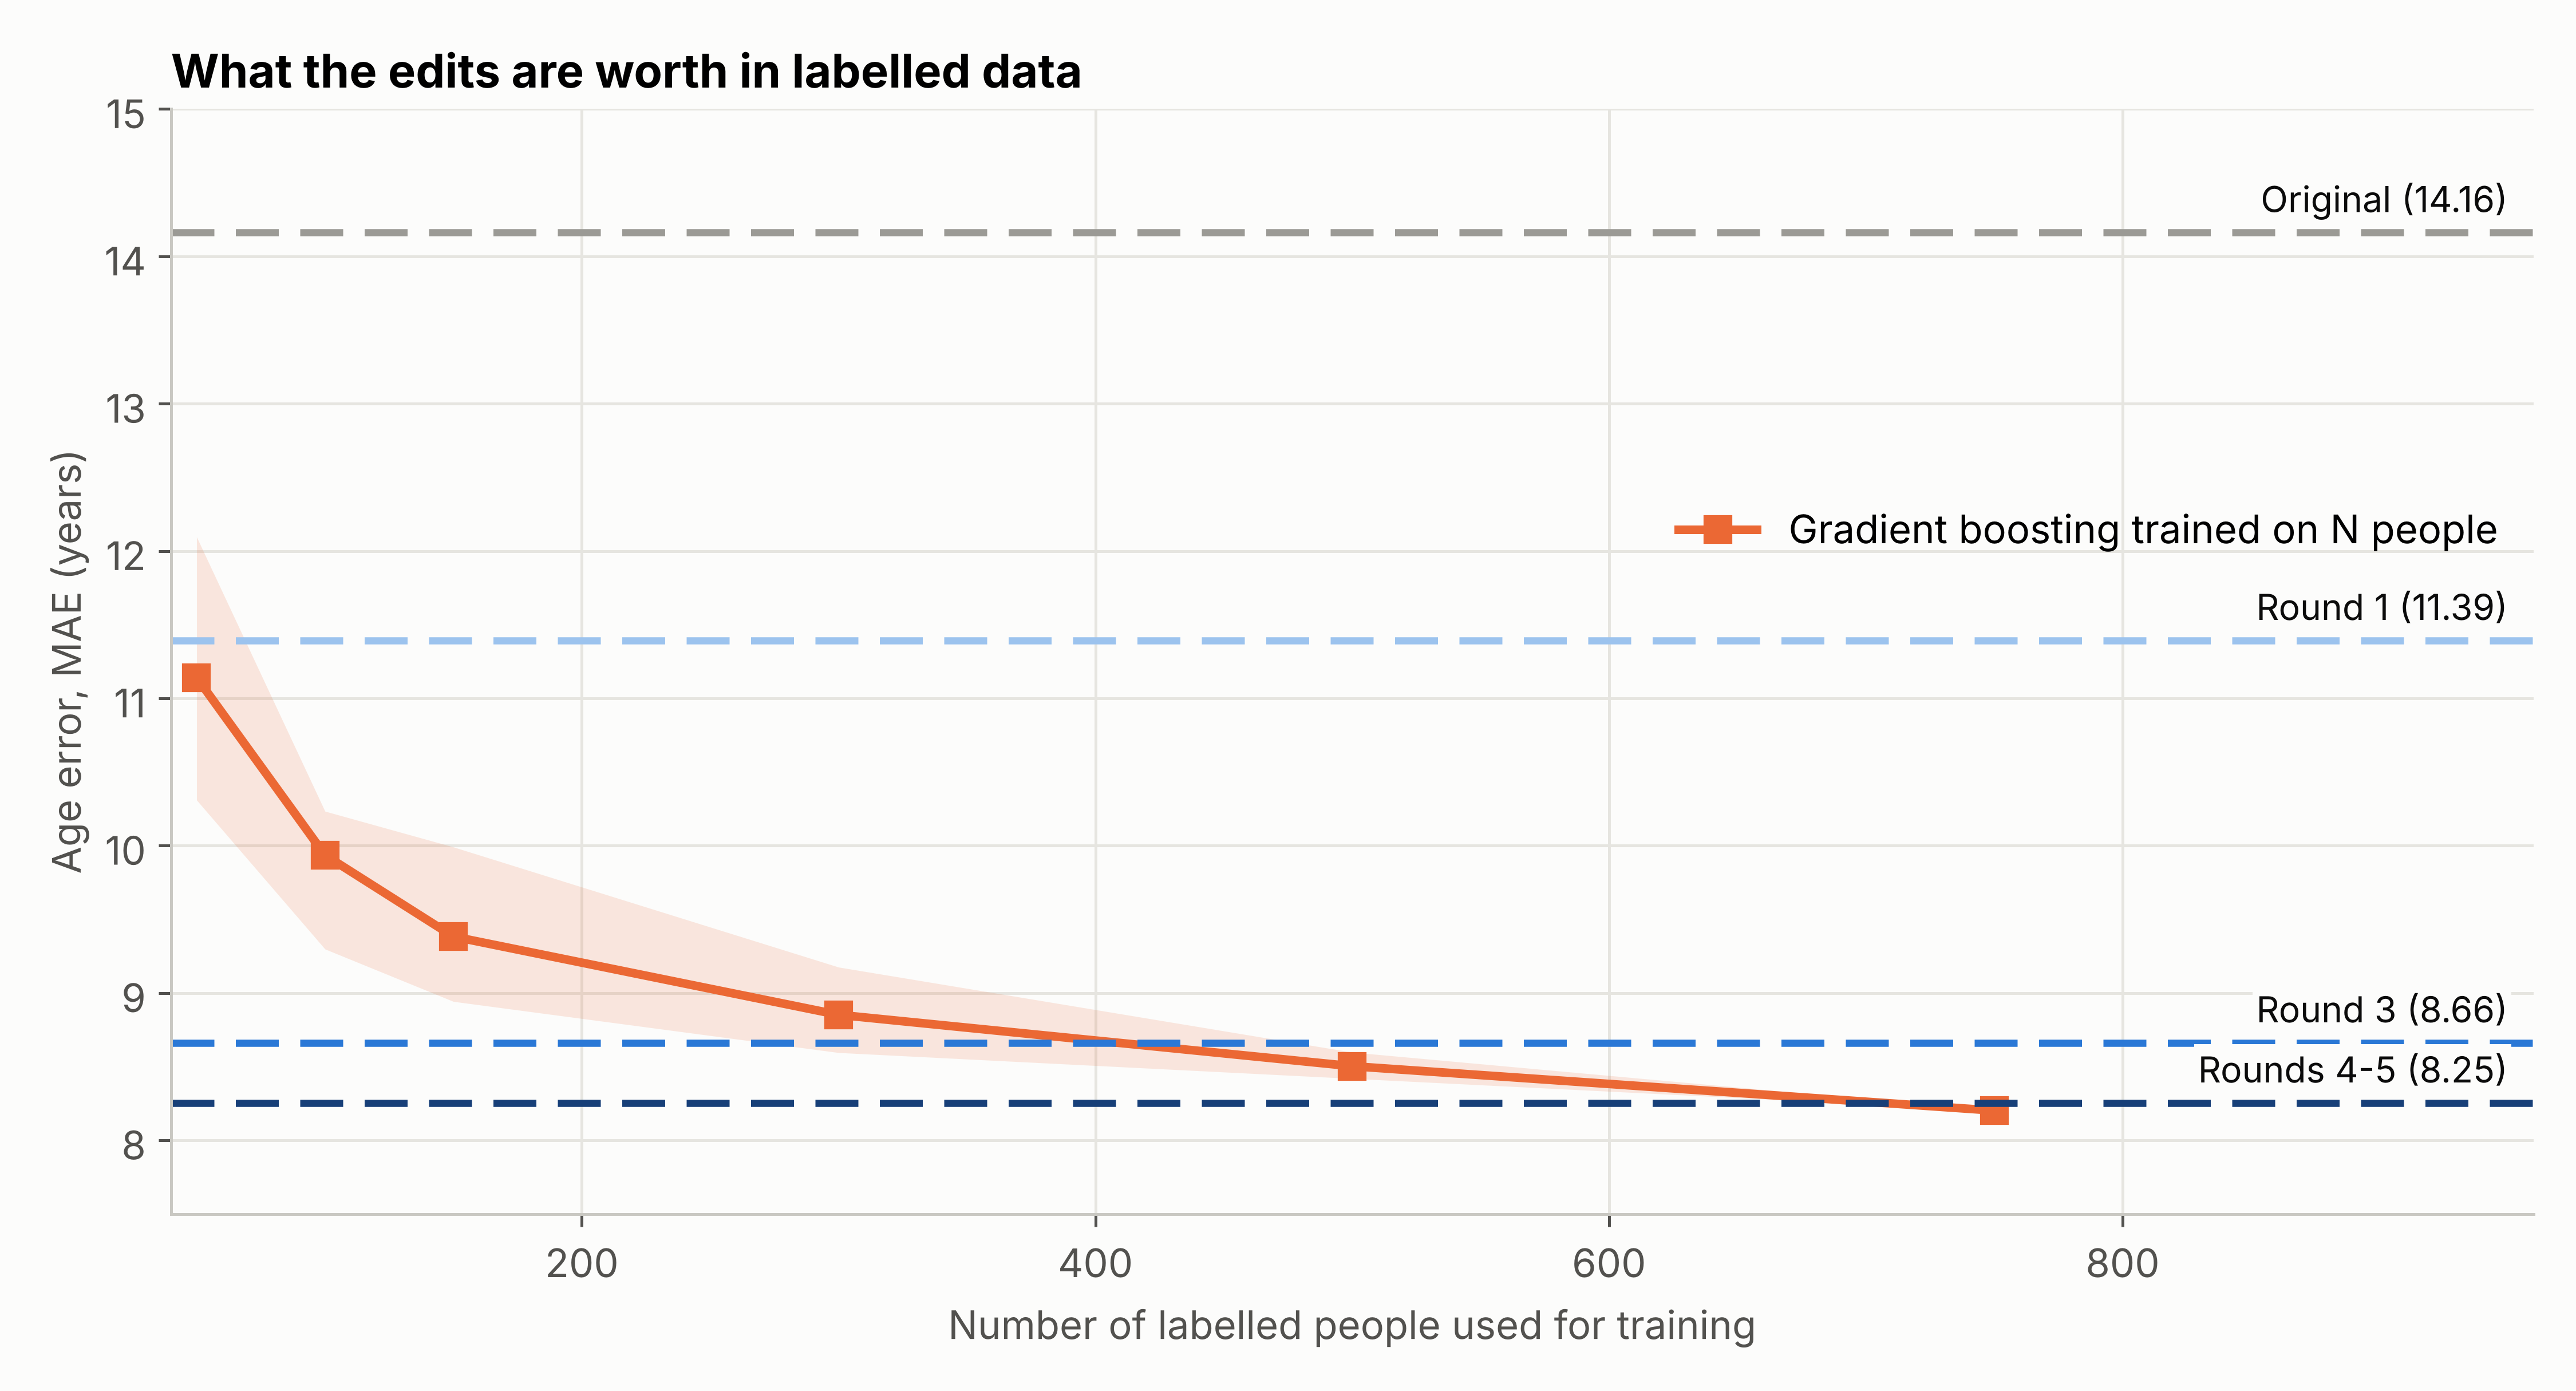 What the edits are worth in labelled data
15
14
13
12
11
10
9
8
Age error, MAE (years)
Original (14.16)
Gradient boosting trained on N people
Round 1 (11.39)
Round 3 (8.66)
Rounds 4-5 (8.25)
200 400 600 800
Number of labelled people used for training